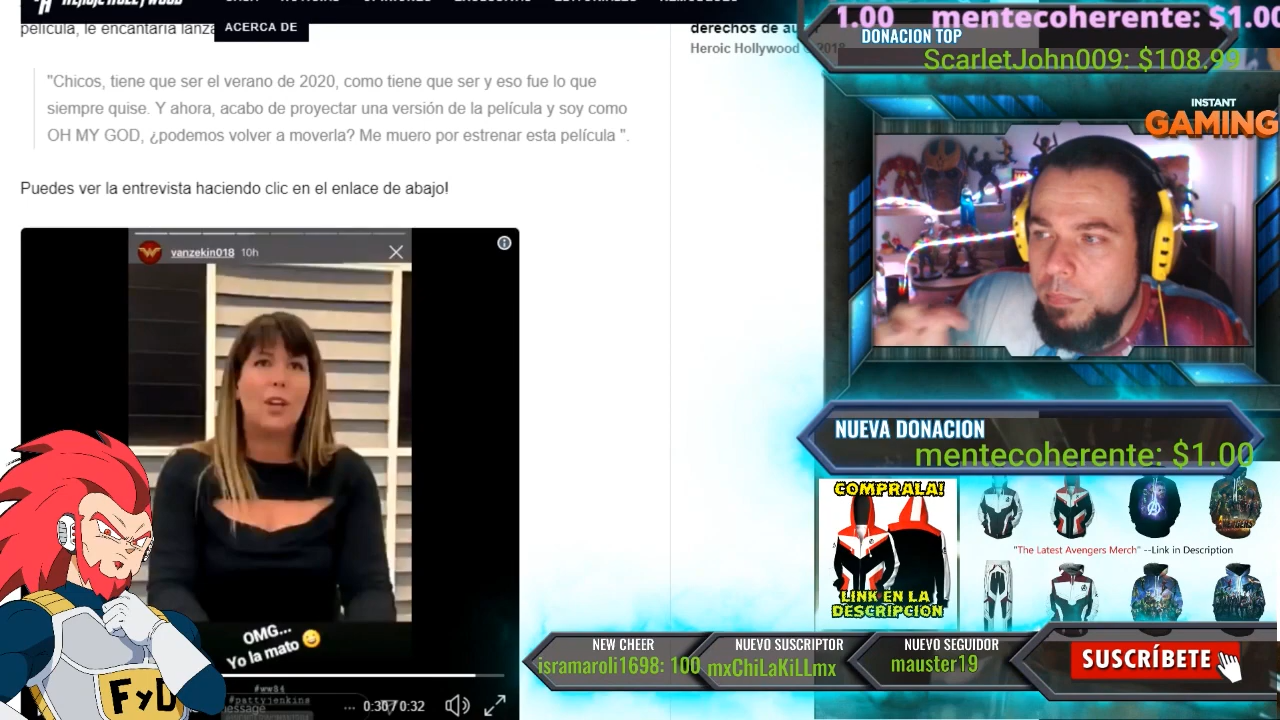 HEROIC HOLLYWOOD
película, le encantaría lanza
ACERCA DE
"Chicos, tiene que ser el verano de 2020, como tiene que ser y eso fue lo que
siempre quise. Y ahora, acabo de proyectar una versión de la película y soy como
OH MY GOD, ¿podemos volver a moverla? Me muero por estrenar esta película ".
Puedes ver la entrevista haciendo clic en el enlace de abajo!
vanzekin018 10h
OMG...
Yo la mato
#ww84
#pattyjenkins
message
0:30/0:32
FyD
derechos de au
Heroic Hollywood © 2018
1.00 mentecoherente: $1.00
DONACION TOP
ScarletJohn009: $108.99
INSTANT
GAMING
NUEVA DONACION
mentecoherente: $1.00
COMPRALA!
LINK EN LA
DESCRIPCION
"The Latest Avengers Merch" --Link in Description
NEW CHEER
isramaroli1698: 100
NUEVO SUSCRIPTOR
mxChiLaKiLLmx
NUEVO SEGUIDOR
mauster19
SUSCRÍBETE